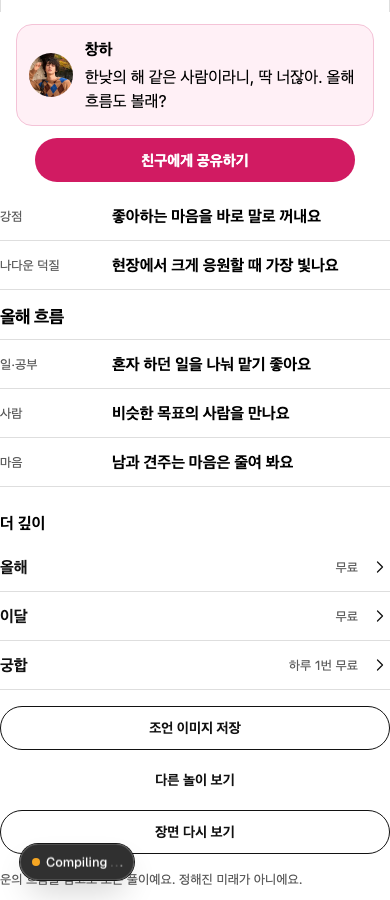 창하
한낮의 해 같은 사람이라니, 딱 너잖아. 올해
흐름도 볼래?
친구에게 공유하기
강점 좋아하는 마음을 바로 말로 꺼내요
나다운 덕질 현장에서 크게 응원할 때 가장 빛나요
올해 흐름
일·공부 혼자 하던 일을 나눠 맡기 좋아요
사람 비슷한 목표의 사람을 만나요
마음 남과 견주는 마음은 줄여 봐요
더 깊이
올해 무료
이달 무료
궁합 하루 1번 무료
조언 이미지 저장
다른 놀이 보기
장면 다시 보기
Compiling ...
운의 풀이예요. 정해진 미래가 아니에요.